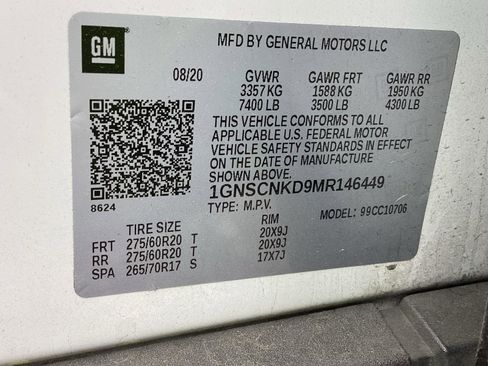 GM
MFD BY GENERAL MOTORS LLC
08/20 GVWR GAWR FRT GAWR RR
3357 KG 1588 KG 1950 KG
7400 LB 3500 LB 4300 LB
THIS VEHICLE CONFORMS TO ALL
APPLICABLE U.S. FEDERAL MOTOR
VEHICLE SAFETY STANDARDS IN
EFFECT ON THE DATE OF MANUFACTURE
SHOWN ABOVE.
1GNSCNKD9MR146449
8624
TYPE: M.P.V. MODEL: 99CC10706
TIRE SIZE RIM
FRT 275/60R20 T 20X9J
RR 275/60R20 T 20X9J
SPA 265/70R17 S 17X7J